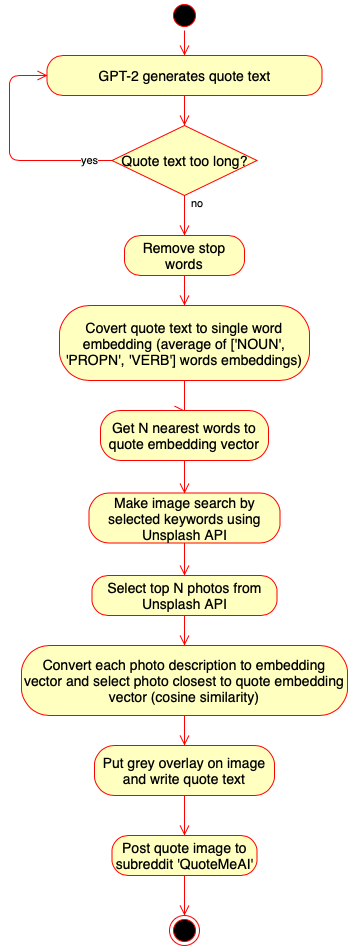 GPT-2 generates quote text
Quote text too long?
yes
no
Remove stop
words
Covert quote text to single word
embedding (average of ['NOUN',
'PROPN', 'VERB'] words embeddings)
Get N nearest words to
quote embedding vector
Make image search by
selected keywords using
Unsplash API
Select top N photos from
Unsplash API
Convert each photo description to embedding
vector and select photo closest to quote embedding
vector (cosine similarity)
Put grey overlay on image
and write quote text
Post quote image to
subreddit 'QuoteMeAI'